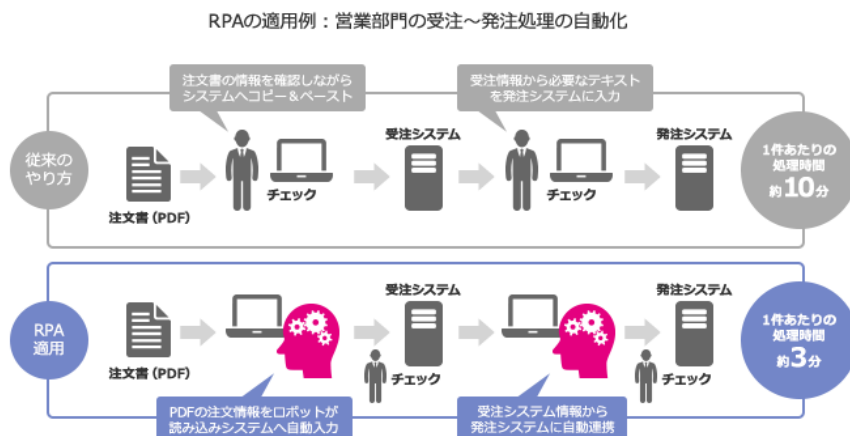 RPAの適用例：営業部門の受注～発注処理の自動化
注文書の情報を確認しながら
システムへコピー＆ペースト
受注情報から必要なテキスト
を発注システムに入力
従来の
やり方
注文書（PDF）
チェック
受注システム
チェック
発注システム
1件あたりの
処理時間
約10分
RPA
適用
注文書（PDF）
受注システム
チェック
発注システム
チェック
1件あたりの
処理時間
約3分
PDFの注文情報をロボットが
読み込みシステムへ自動入力
受注システム情報から
発注システムに自動連携